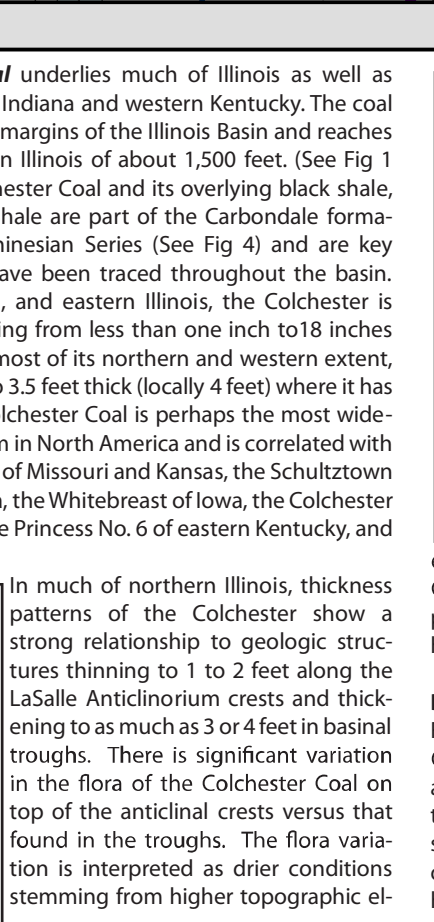 al underlies much of Illinois as well as
Indiana and western Kentucky. The coal
margins of the Illinois Basin and reaches
n Illinois of about 1,500 feet. (See Fig 1
hester Coal and its overlying black shale,
hale are part of the Carbondale forma-
hinesian Series (See Fig 4) and are key
ave been traced throughout the basin.
, and eastern Illinois, the Colchester is
ing from less than one inch to18 inches
most of its northern and western extent,
o 3.5 feet thick (locally 4 feet) where it has
olchester Coal is perhaps the most wide-
m in North America and is correlated with
of Missouri and Kansas, the Schultztown
, the Whitebreast of Iowa, the Colchester
e Princess No. 6 of eastern Kentucky, and
In much of northern Illinois, thickness
patterns of the Colchester show a
strong relationship to geologic struc-
tures thinning to 1 to 2 feet along the
LaSalle Anticlinorium crests and thick-
ening to as much as 3 or 4 feet in basinal
troughs. There is significant variation
in the flora of the Colchester Coal on
top of the anticlinal crests versus that
found in the troughs. The flora varia-
tion is interpreted as drier conditions
stemming from higher topographic el-